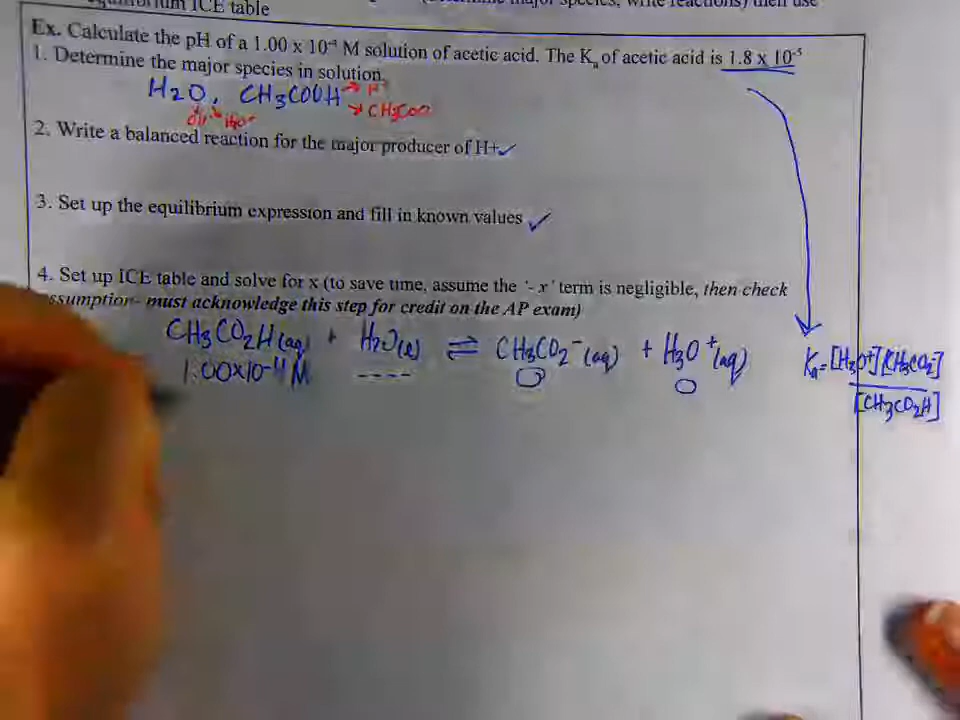 ICE table
Ex. Calculate the pH of a 1.00 x 10⁻⁴ M solution of acetic acid. The Kₐ of acetic acid is 1.8 x 10⁻⁵
1. Determine the major species in solution.
H2O, CH3COOH → H⁺
→ CH3COO
2. Write a balanced reaction for the major producer of H+ ✓
3. Set up the equilibrium expression and fill in known values ✓
4. Set up ICE table and solve for x (to save time, assume the '- x' term is negligible, then check
assumption- must acknowledge this step for credit on the AP exam)
CH3CO2H(aq) + H2O(l) ⇌ CH3CO2⁻(aq) + H3O⁺(aq)
1.00x10⁻⁴ M ---- 0 0
Ka = [H3O⁺][CH3CO2⁻]
[CH3CO2H]